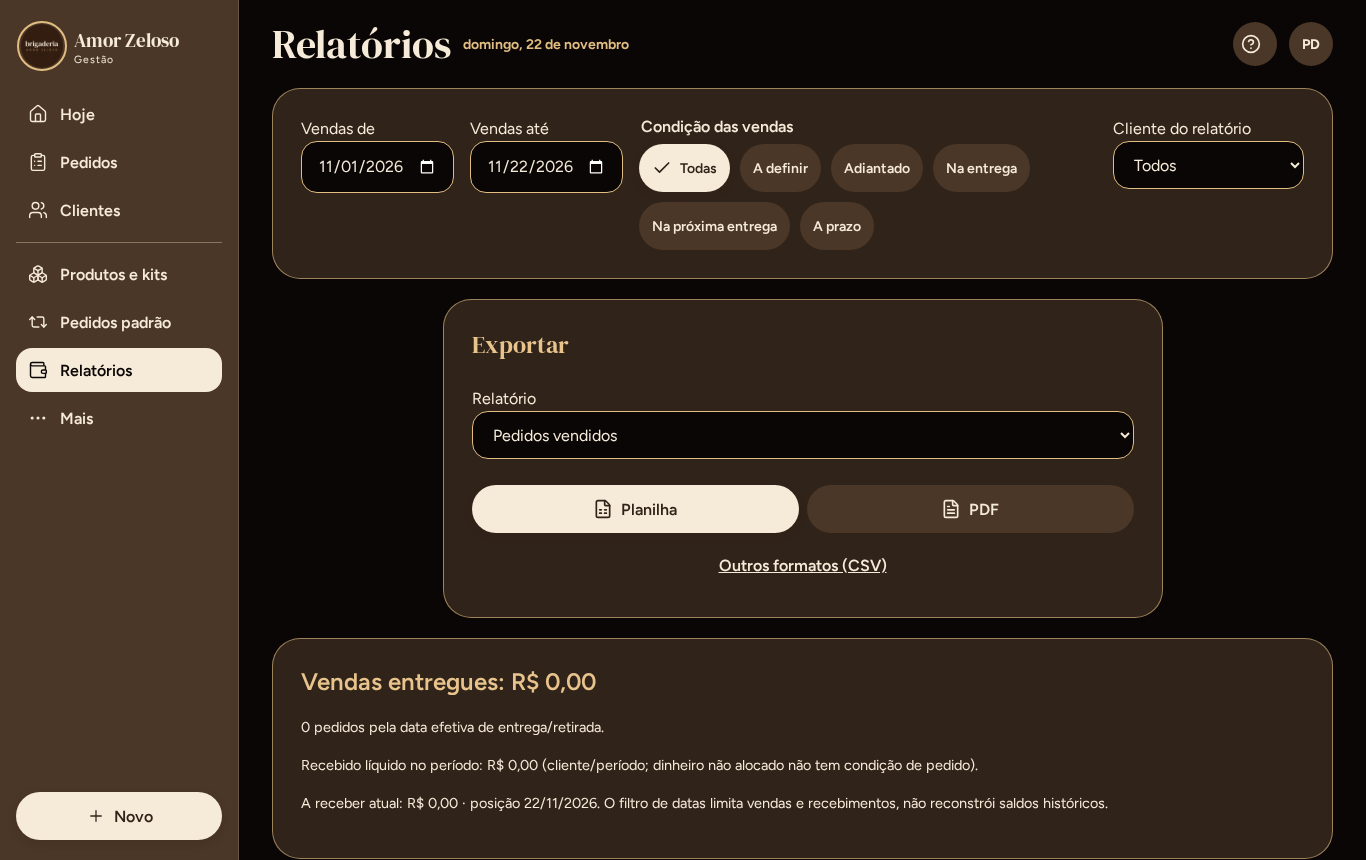 brigaderia
Amor Zeloso
Gestão
Hoje
Pedidos
Clientes
Produtos e kits
Pedidos padrão
Relatórios
Mais
Novo
Relatórios domingo, 22 de novembro
PD
Vendas de
11/01/2026
Vendas até
11/22/2026
Condição das vendas
Todas A definir Adiantado Na entrega
Na próxima entrega A prazo
Cliente do relatório
Todos
Exportar
Relatório
Pedidos vendidos
Planilha PDF
Outros formatos (CSV)
Vendas entregues: R$ 0,00
0 pedidos pela data efetiva de entrega/retirada.
Recebido líquido no período: R$ 0,00 (cliente/período; dinheiro não alocado não tem condição de pedido).
A receber atual: R$ 0,00 · posição 22/11/2026. O filtro de datas limita vendas e recebimentos, não reconstrói saldos históricos.